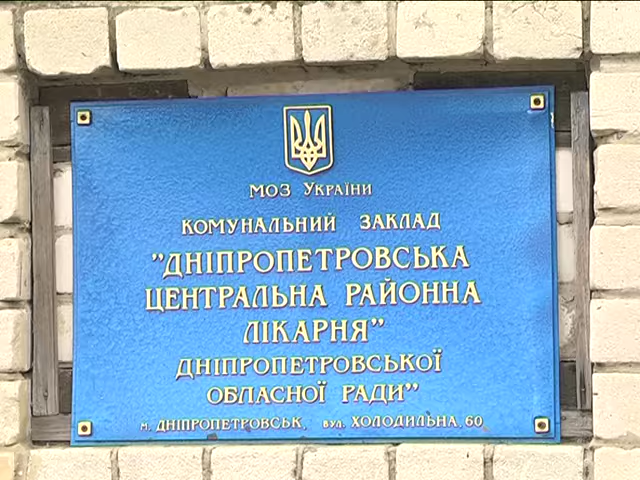 МОЗ УКРАЇНИ
КОМУНАЛЬНИЙ ЗАКЛАД
"ДНІПРОПЕТРОВСЬКА
ЦЕНТРАЛЬНА РАЙОННА
ЛІКАРНЯ"
ДНІПРОПЕТРОВСЬКОЇ
ОБЛАСНОЇ РАДИ"
м. ДНІПРОПЕТРОВСЬК, вул. ХОЛОДИЛЬНА, 60